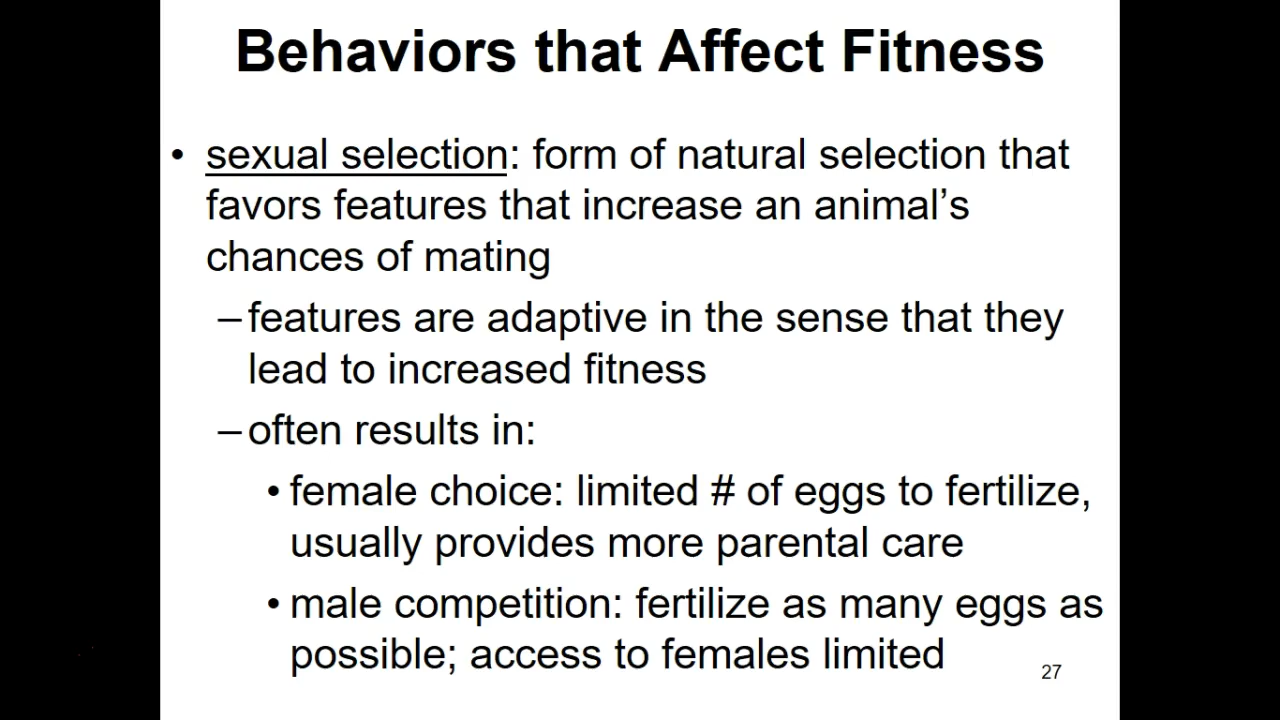 Behaviors that Affect Fitness
• sexual selection: form of natural selection that
favors features that increase an animal’s
chances of mating
–features are adaptive in the sense that they
lead to increased fitness
–often results in:
• female choice: limited # of eggs to fertilize,
usually provides more parental care
• male competition: fertilize as many eggs as
possible; access to females limited
27